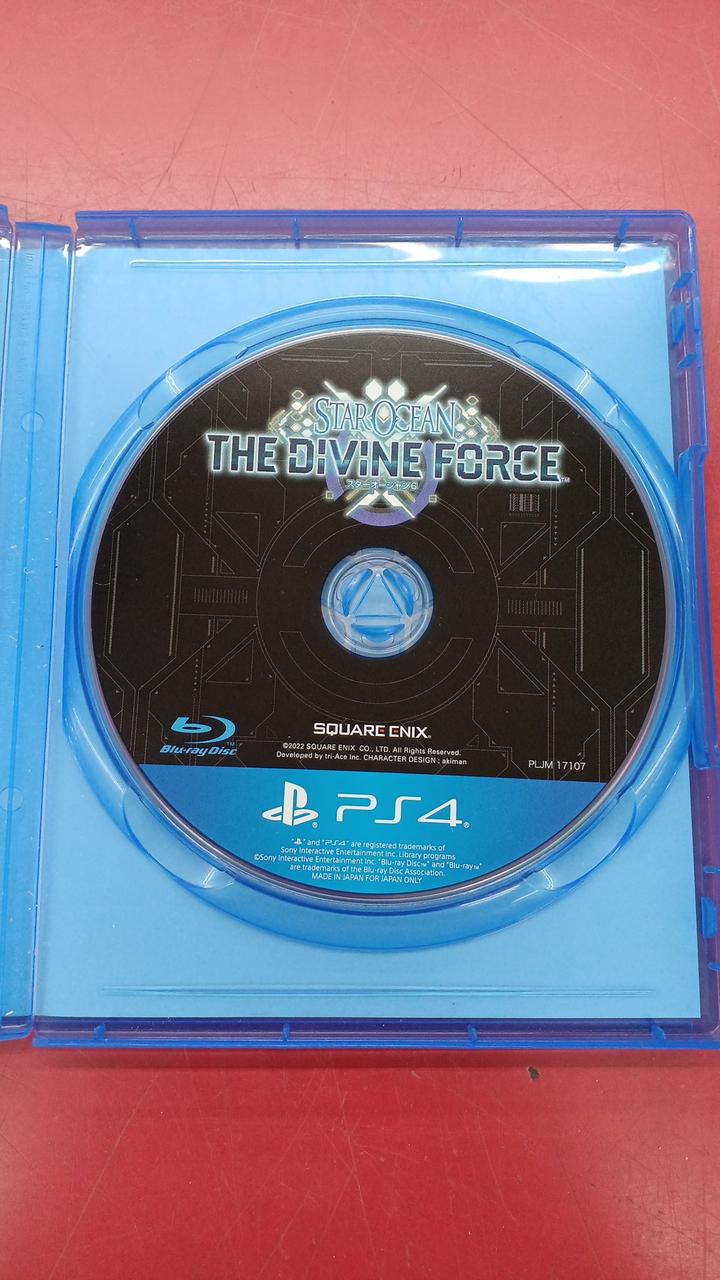 STAR OCEAN®
THE DIVINE FORCE™
スターオーシャン6
SQUARE ENIX®
Blu-ray Disc™
©2022 SQUARE ENIX CO., LTD. All Rights Reserved.
Developed by tri-Ace Inc. CHARACTER DESIGN : akiman
PLJM 17107
PS4®
" " and "PS4" are registered trademarks of
Sony Interactive Entertainment Inc. Library programs
©Sony Interactive Entertainment Inc. "Blu-ray Disc™" and "Blu-ray™"
are trademarks of the Blu-ray Disc Association.
MADE IN JAPAN FOR JAPAN ONLY